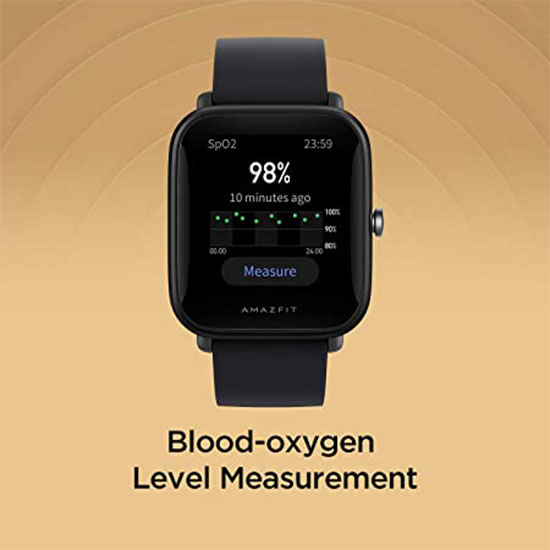 SpO2 23:59
98%
10 minutes ago
100%
90%
80%
00.00 24.00
Measure
AMAZFIT
Blood-oxygen
Level Measurement